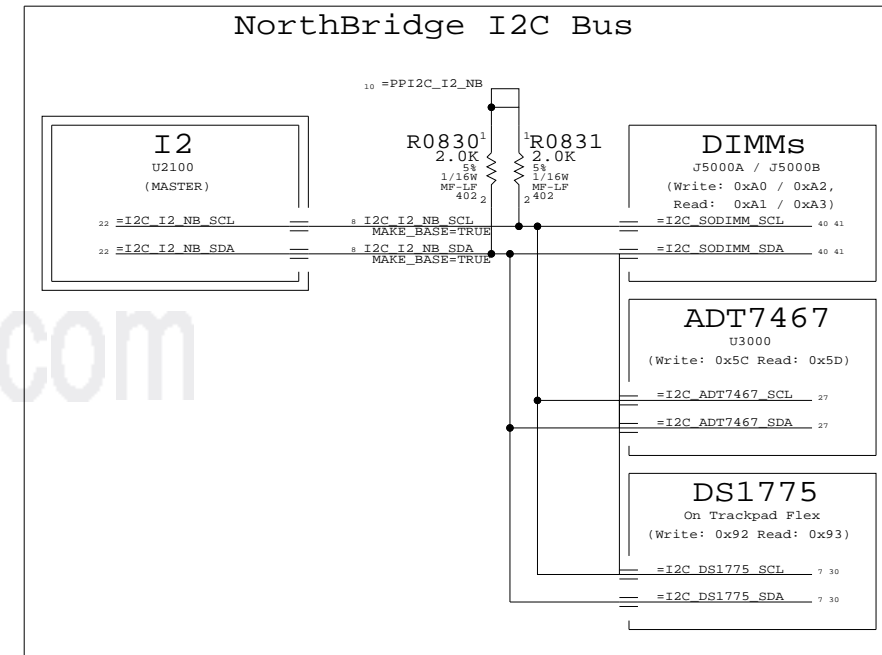 NorthBridge I2C Bus
10 =PPI2C_I2_NB
I2
U2100
(MASTER)
22 =I2C_I2_NB_SCL
22 =I2C_I2_NB_SDA
R0830 1
2.0K
5%
1/16W
MF-LF
402 2
1 R0831
2.0K
5%
1/16W
MF-LF
2 402
8 I2C_I2_NB_SCL
MAKE_BASE=TRUE
8 I2C_I2_NB_SDA
MAKE_BASE=TRUE
DIMMs
J5000A / J5000B
(Write: 0xA0 / 0xA2,
Read: 0xA1 / 0xA3)
=I2C_SODIMM_SCL 40 41
=I2C_SODIMM_SDA 40 41
ADT7467
U3000
(Write: 0x5C Read: 0x5D)
=I2C_ADT7467_SCL 27
=I2C_ADT7467_SDA 27
DS1775
On Trackpad Flex
(Write: 0x92 Read: 0x93)
=I2C_DS1775_SCL 7 30
=I2C_DS1775_SDA 7 30
com